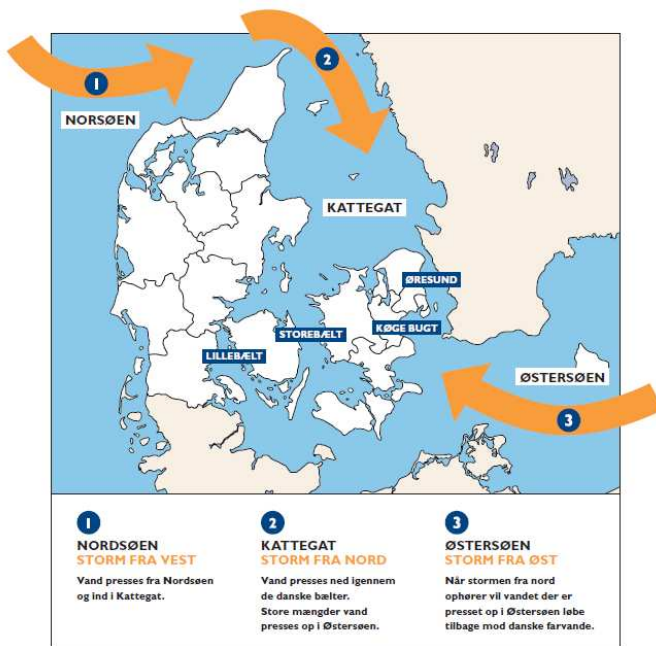 1
2
NORSØEN
KATTEGAT
ØRESUND
STOREBÆLT
KØGE BUGT
LILLEBÆLT
ØSTERSØEN
3
1
NORDSØEN
STORM FRA VEST
Vand presses fra Nordsøen
og ind i Kattegat.
2
KATTEGAT
STORM FRA NORD
Vand presses ned igennem
de danske bælter.
Store mængder vand
presses op i Østersøen.
3
ØSTERSØEN
STORM FRA ØST
Når stormen fra nord
ophører vil vandet der er
presset op i Østersøen løbe
tilbage mod danske farvande.